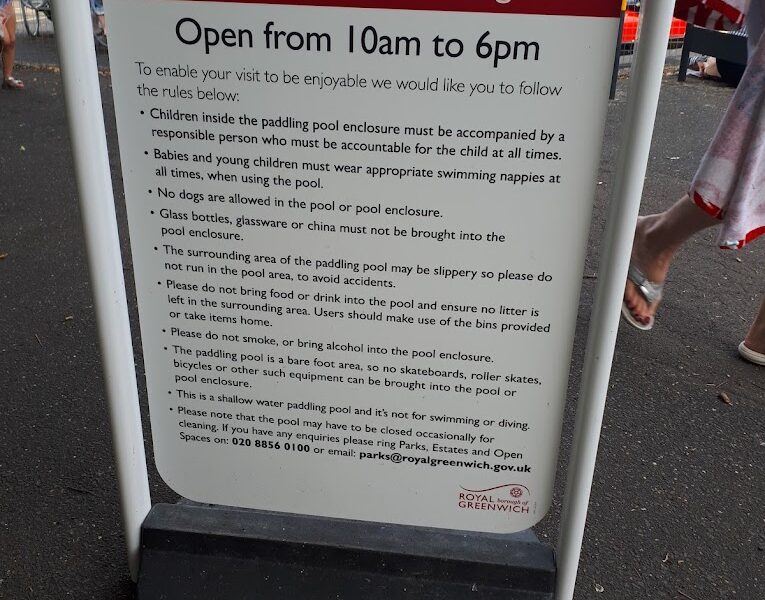 Open from 10am to 6pm
To enable your visit to be enjoyable we would like you to follow
the rules below:
• Children inside the paddling pool enclosure must be accompanied by a
responsible person who must be accountable for the child at all times.
• Babies and young children must wear appropriate swimming nappies at
all times, when using the pool.
• No dogs are allowed in the pool or pool enclosure.
• Glass bottles, glassware or china must not be brought into the
pool enclosure.
• The surrounding area of the paddling pool may be slippery so please do
not run in the pool area, to avoid accidents.
• Please do not bring food or drink into the pool and ensure no litter is
left in the surrounding area. Users should make use of the bins provided
or take items home.
• Please do not smoke, or bring alcohol into the pool enclosure.
• The paddling pool is a bare foot area, so no skateboards, roller skates,
bicycles or other such equipment can be brought into the pool or
pool enclosure.
• This is a shallow water paddling pool and it's not for swimming or diving.
• Please note that the pool may have to be closed occasionally for
cleaning. If you have any enquiries please ring Parks, Estates and Open
Spaces on: 020 8856 0100 or email: parks@royalgreenwich.gov.uk
ROYAL borough of
GREENWICH